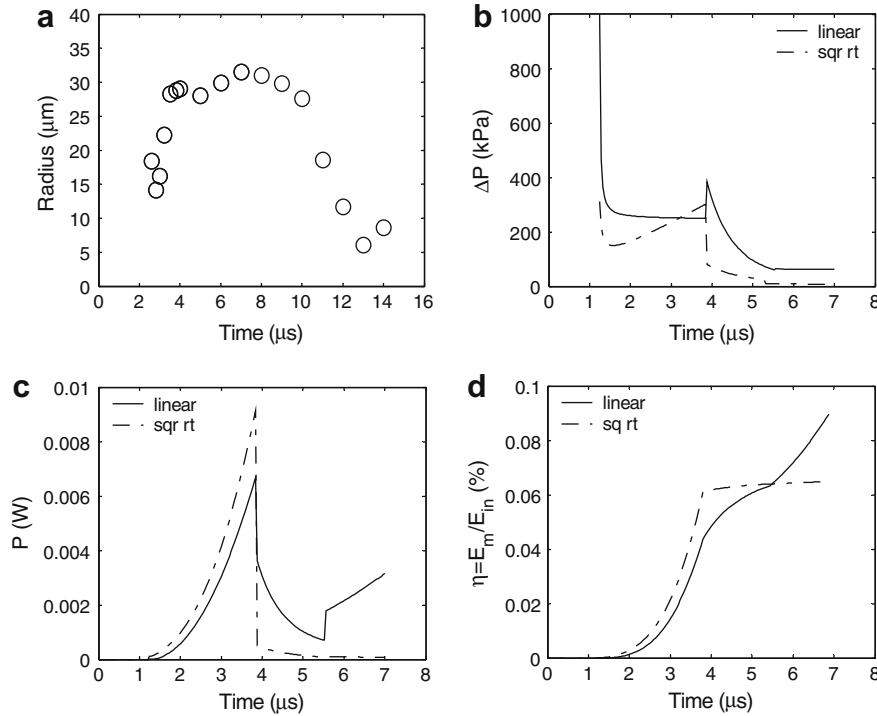 a
40
35
30
25
20
15
10
5
0
Radius (μm)
0 2 4 6 8 10 12 14 16
Time (μs)
b
1000
800
600
400
200
0
ΔP (kPa)
linear
sqr rt
0 1 2 3 4 5 6 7 8
Time (μs)
c
0.01
0.008
0.006
0.004
0.002
0
P (W)
linear
sqr rt
0 1 2 3 4 5 6 7 8
Time (μs)
d
0.1
0.08
0.06
0.04
0.02
0
η=E_m/E_in (%)
linear
sq rt
0 1 2 3 4 5 6 7 8
Time (μs)